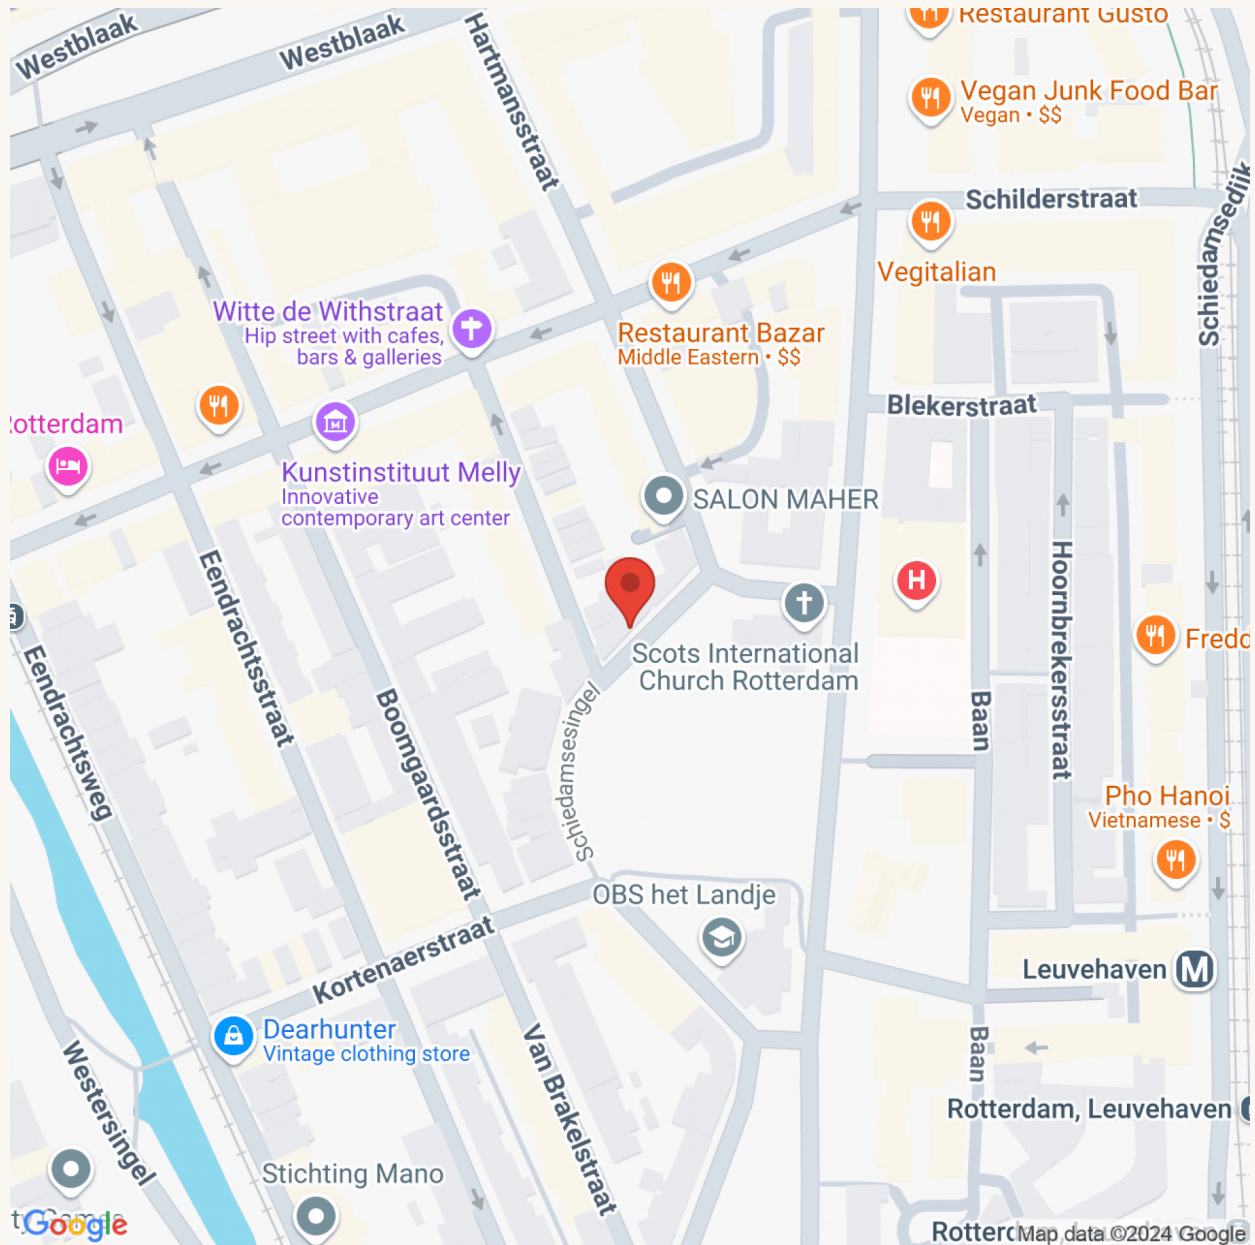 Westblaak
Westblaak
Hartmansstraat
Restaurant Gusto
Vegan Junk Food Bar
Vegan • $$
Schilderstraat
Schiedamsedijk
Vegitalian
Witte de Withstraat
Hip street with cafes,
bars & galleries
Restaurant Bazar
Middle Eastern • $$
Blekerstraat
Rotterdam
Kunstinstituut Melly
Innovative
contemporary art center
SALON MAHER
H
Eendrachtsstraat
Hoornbrekersstraat
Scots International
Church Rotterdam
Fredd
Eendrachtsweg
Boomgaardsstraat
Schiedamsesingel
Baan
Pho Hanoi
Vietnamese • $
OBS het Landje
Kortenaerstraat
Leuvehaven M
Dearhunter
Vintage clothing store
Van Brakelstraat
Baan
Westersingel
Rotterdam, Leuvehaven
Stichting Mano
Google
Map data ©2024 Google